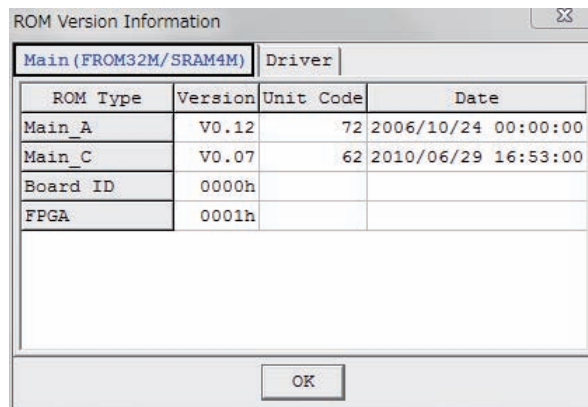 ROM Version Information
Main(FROM32M/SRAM4M) Driver
ROM Type Version Unit Code Date
Main_A V0.12 72 2006/10/24 00:00:00
Main_C V0.07 62 2010/06/29 16:53:00
Board ID 0000h
FPGA 0001h
OK